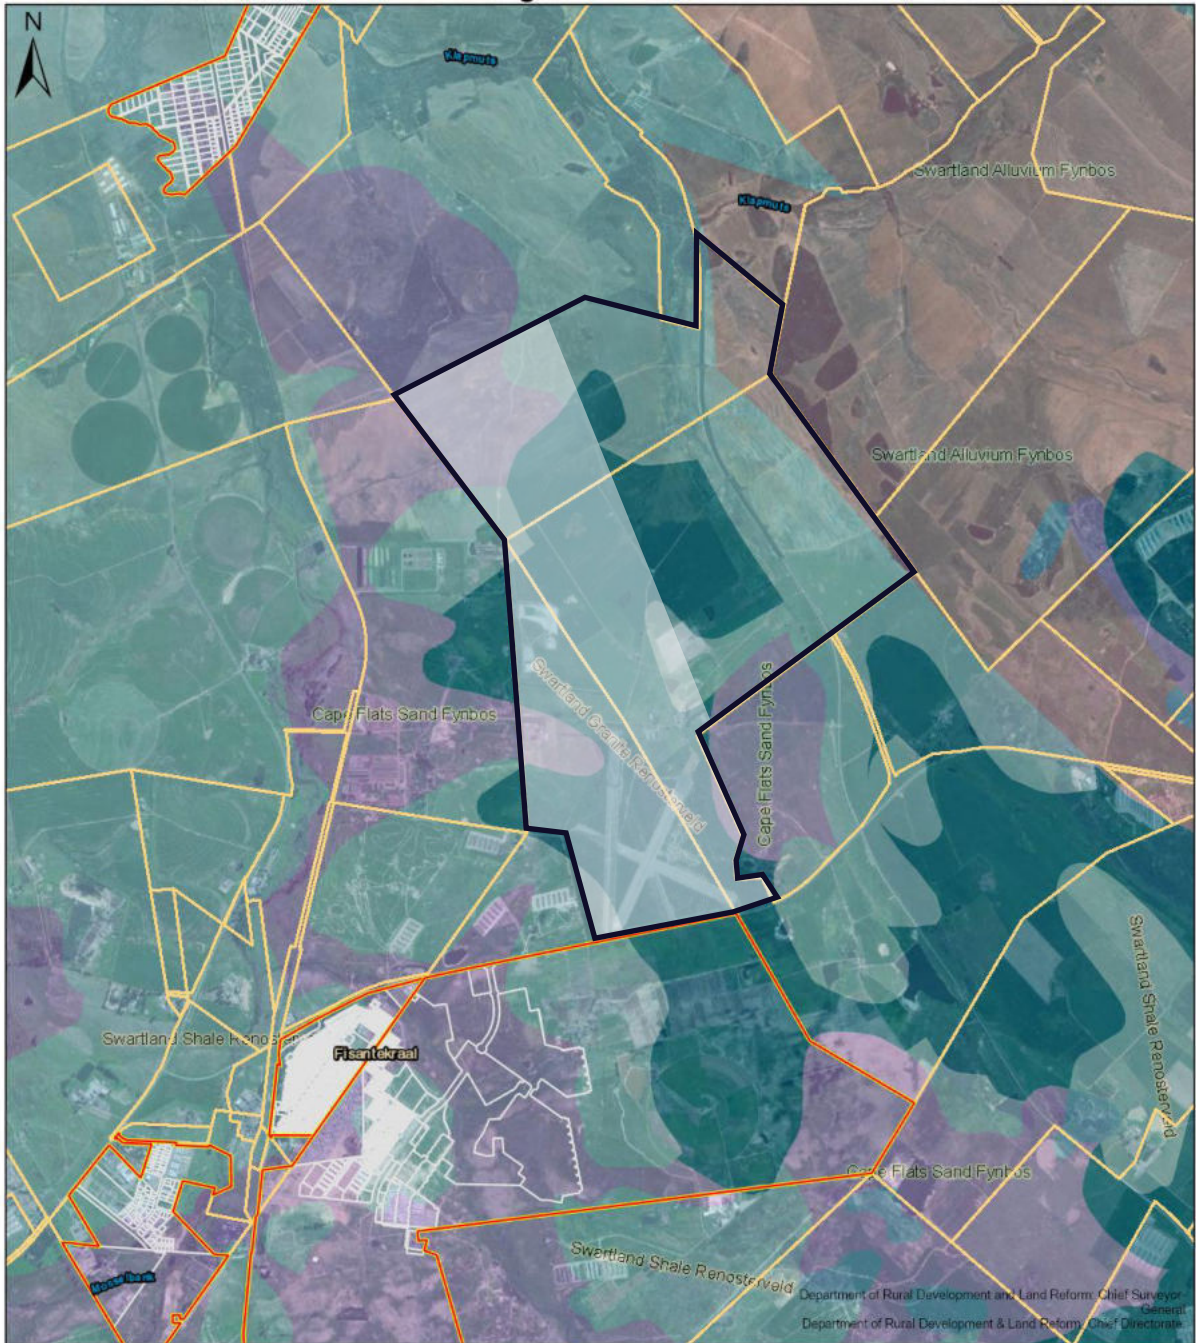 N
Klapmuts
Swartland Alluvium Fynbos
Klapmuts
Swartland Alluvium Fynbos
Swartland Granite Renosterveld
Cape Flats Sand Fynbos
Cape Flats Sand Fynbos
Swartland Shale Renosterveld
Swartland Shale Renoster
Fisantekraal
Cape Flats Sand Fynbos
Swartland Shale Renosterveld
Mosselbank
Department of Rural Development and Land Reform: Chief Surveyor-
General
Department of Rural Development & Land Reform, Chief Directorate: